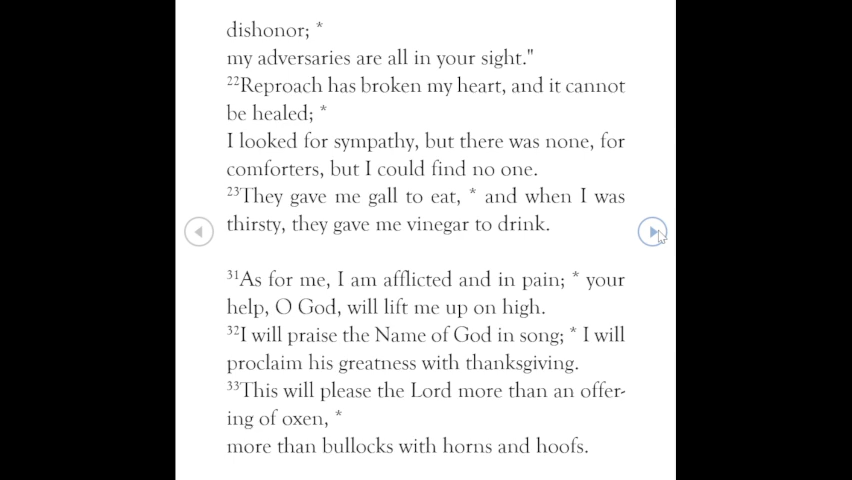 dishonor; *
my adversaries are all in your sight."
²²Reproach has broken my heart, and it cannot
be healed; *
I looked for sympathy, but there was none, for
comforters, but I could find no one.
²³They gave me gall to eat, * and when I was
thirsty, they gave me vinegar to drink.
³¹As for me, I am afflicted and in pain; * your
help, O God, will lift me up on high.
³²I will praise the Name of God in song; * I will
proclaim his greatness with thanksgiving.
³³This will please the Lord more than an offer-
ing of oxen, *
more than bullocks with horns and hoofs.